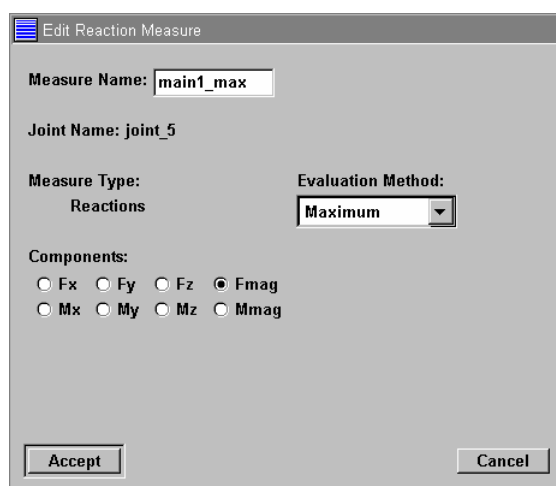 Edit Reaction Measure
Measure Name: main1_max
Joint Name: joint_5
Measure Type: Evaluation Method:
Reactions Maximum
Components:
Fx Fy Fz Fmag
Mx My Mz Mmag
Accept Cancel